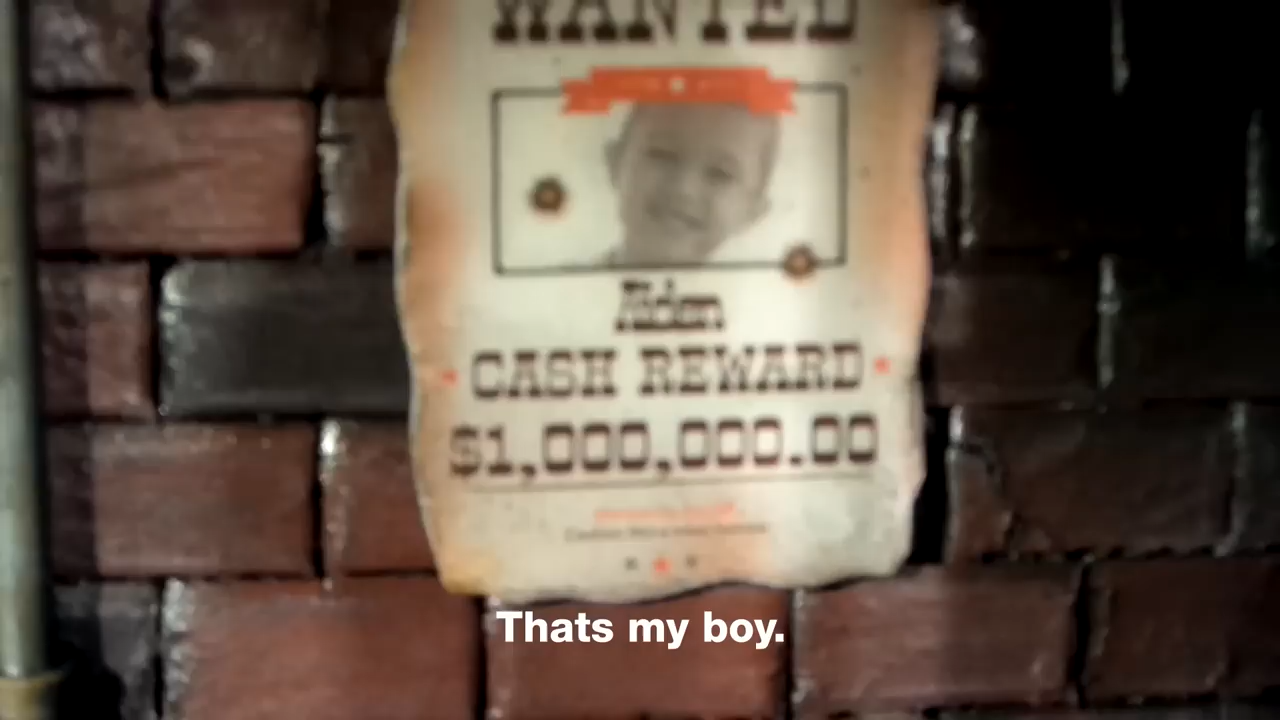 WANTED
Aiden
CASH REWARD
$1,000,000.00
Thats my boy.